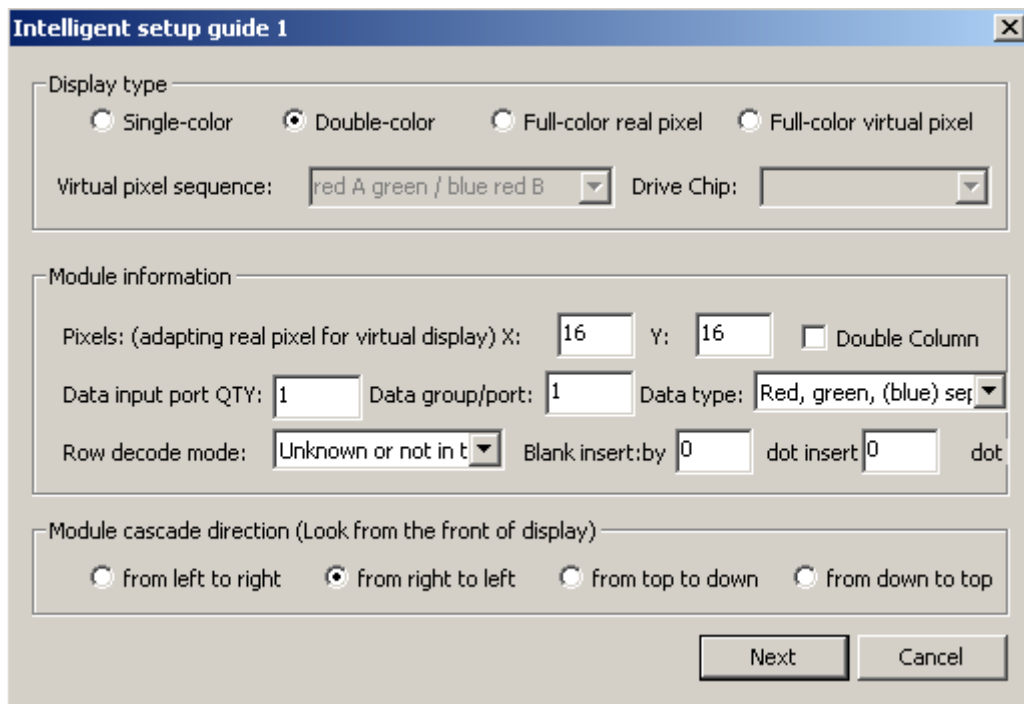 Intelligent setup guide 1
Display type
Single-color Double-color Full-color real pixel Full-color virtual pixel
Virtual pixel sequence: red A green / blue red B Drive Chip:
Module information
Pixels: (adapting real pixel for virtual display) X: 16 Y: 16 Double Column
Data input port QTY: 1 Data group/port: 1 Data type: Red, green, (blue)
Row decode mode: Unknown or not in t Blank insert:by 0 dot insert 0 dot
Module cascade direction (Look from the front of display)
from left to right from right to left from top to down from down to top
Next Cancel